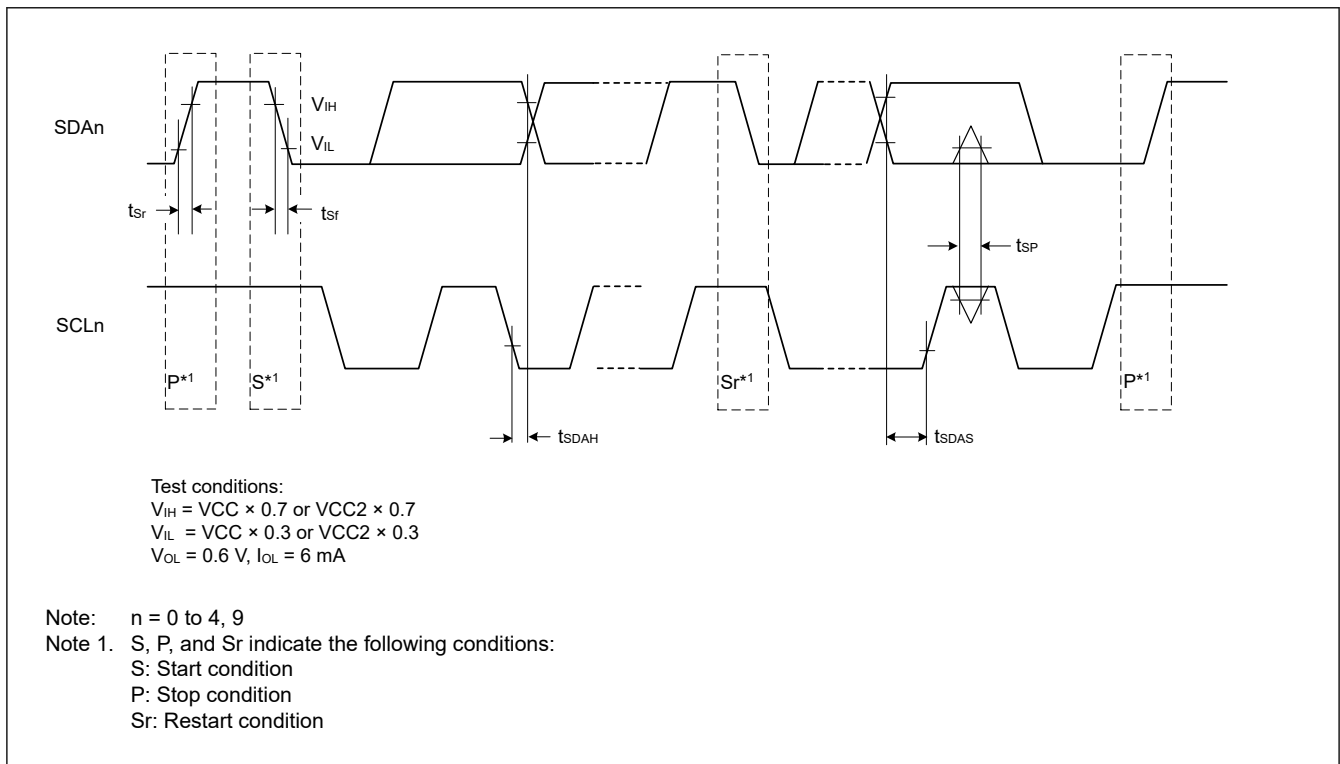 SDAn
VIH
VIL
tSr
tSf
tSP
SCLn
P*1
S*1
Sr*1
P*1
tSDAH
tSDAS
Test conditions:
VIH = VCC × 0.7 or VCC2 × 0.7
VIL = VCC × 0.3 or VCC2 × 0.3
VOL = 0.6 V, IOL = 6 mA
Note: n = 0 to 4, 9
Note 1. S, P, and Sr indicate the following conditions:
S: Start condition
P: Stop condition
Sr: Restart condition